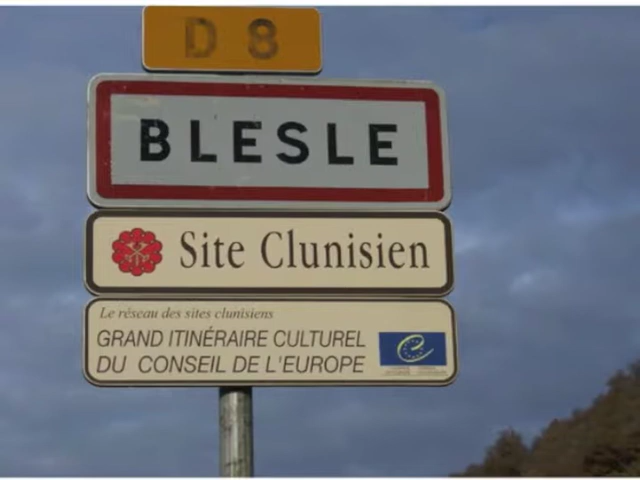 D 8
BLESLE
Site Clunisien
Le réseau des sites clunisiens
GRAND ITINÉRAIRE CULTUREL
DU CONSEIL DE L'EUROPE